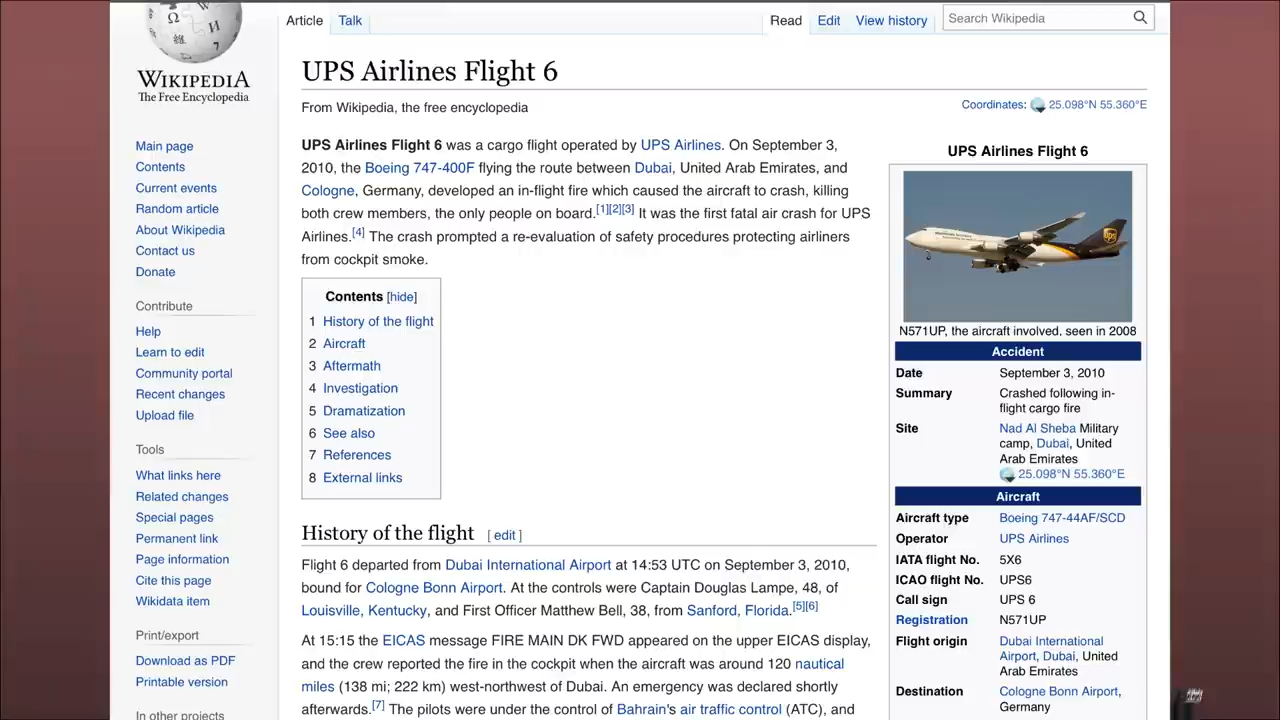 Article
Talk
Read
Edit
View history
Search Wikipedia
WIKIPEDIA
The Free Encyclopedia
Main page
Contents
Current events
Random article
About Wikipedia
Contact us
Donate
Contribute
Help
Learn to edit
Community portal
Recent changes
Upload file
Tools
What links here
Related changes
Special pages
Permanent link
Page information
Cite this page
Wikidata item
Print/export
Download as PDF
Printable version
In other projects
UPS Airlines Flight 6
From Wikipedia, the free encyclopedia
Coordinates: 25.098°N 55.360°E
UPS Airlines Flight 6 was a cargo flight operated by UPS Airlines. On September 3,
2010, the Boeing 747-400F flying the route between Dubai, United Arab Emirates, and
Cologne, Germany, developed an in-flight fire which caused the aircraft to crash, killing
both crew members, the only people on board.[1][2][3] It was the first fatal air crash for UPS
Airlines.[4] The crash prompted a re-evaluation of safety procedures protecting airliners
from cockpit smoke.
Contents [hide]
1 History of the flight
2 Aircraft
3 Aftermath
4 Investigation
5 Dramatization
6 See also
7 References
8 External links
History of the flight [ edit ]
Flight 6 departed from Dubai International Airport at 14:53 UTC on September 3, 2010,
bound for Cologne Bonn Airport. At the controls were Captain Douglas Lampe, 48, of
Louisville, Kentucky, and First Officer Matthew Bell, 38, from Sanford, Florida.[5][6]
At 15:15 the EICAS message FIRE MAIN DK FWD appeared on the upper EICAS display,
and the crew reported the fire in the cockpit when the aircraft was around 120 nautical
miles (138 mi; 222 km) west-northwest of Dubai. An emergency was declared shortly
afterwards.[7] The pilots were under the control of Bahrain's air traffic control (ATC), and
UPS Airlines Flight 6
ups
N571UP, the aircraft involved, seen in 2008
Accident
Date September 3, 2010
Summary Crashed following in-
flight cargo fire
Site Nad Al Sheba Military
camp, Dubai, United
Arab Emirates
25.098°N 55.360°E
Aircraft
Aircraft type Boeing 747-44AF/SCD
Operator UPS Airlines
IATA flight No. 5X6
ICAO flight No. UPS6
Call sign UPS 6
Registration N571UP
Flight origin Dubai International
Airport, Dubai, United
Arab Emirates
Destination Cologne Bonn Airport,
Germany